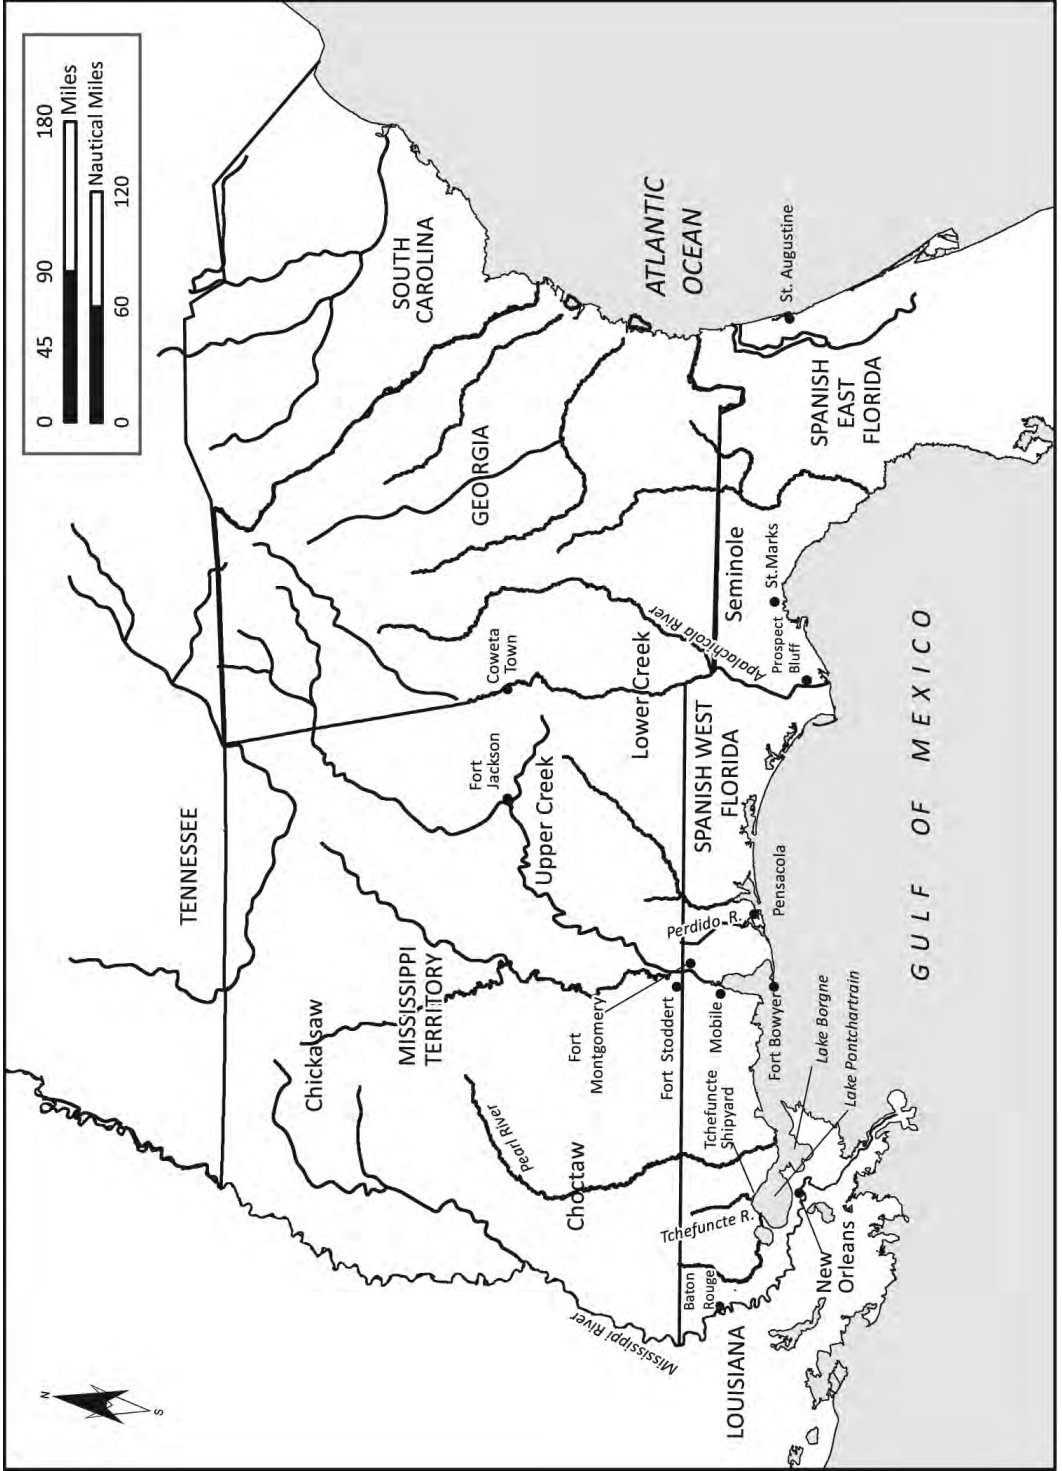 N
S
0
45
90
180
Miles
Nautical Miles
0
60
120
TENNESSEE
SOUTH
CAROLINA
GEORGIA
ATLANTIC
OCEAN
Chickasaw
MISSISSIPPI
TERRITORY
Fort
Jackson
Coweta
Town
Upper Creek
Lower Creek
Pearl River
Choctaw
Fort
Montgomery
Fort Stoddert
Mobile
Perdido R.
SPANISH WEST
FLORIDA
Apalachicola River
Seminole
Prospect
Bluff
St.Marks
SPANISH
EAST
FLORIDA
St. Augustine
Pensacola
Fort Bowyer
Lake Borgne
Lake Pontchartrain
Tchefuncte
Shipyard
Tchefuncte R.
Baton
Rouge
Mississippi River
LOUISIANA
New
Orleans
GULF OF MEXICO